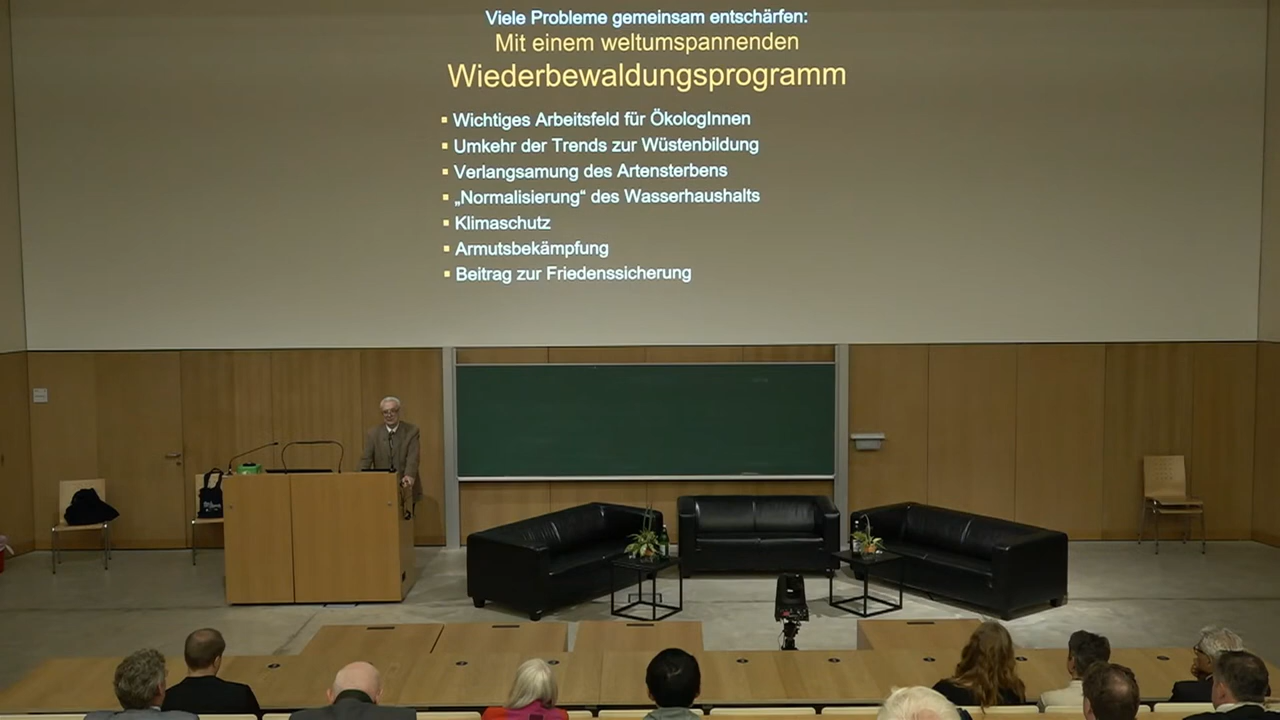 Viele Probleme gemeinsam entschärfen:
Mit einem weltumspannenden
Wiederbewaldungsprogramm
▪ Wichtiges Arbeitsfeld für ÖkologInnen
▪ Umkehr der Trends zur Wüstenbildung
▪ Verlangsamung des Artensterbens
▪ „Normalisierung“ des Wasserhaushalts
▪ Klimaschutz
▪ Armutsbekämpfung
▪ Beitrag zur Friedenssicherung